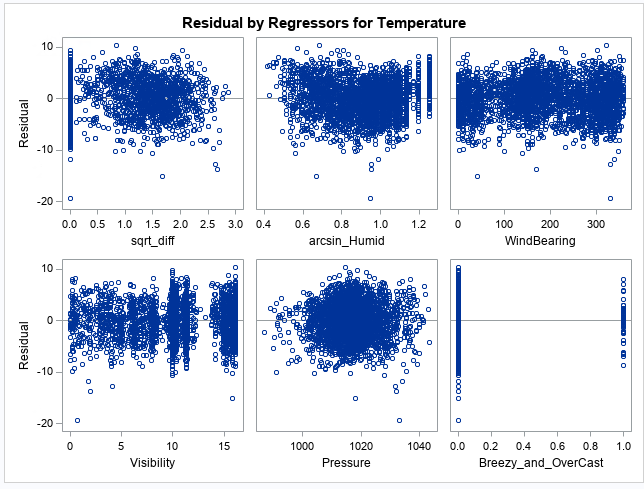 Residual by Regressors for Temperature
10
0
-10
-20
Residual
0.0 0.5 1.0 1.5 2.0 2.5 3.0
sqrt_diff
0.4 0.6 0.8 1.0 1.2
arcsin_Humid
0 100 200 300
WindBearing
10
0
-10
-20
Residual
0 5 10 15
Visibility
1000 1020 1040
Pressure
0.0 0.2 0.4 0.6 0.8 1.0
Breezy_and_OverCast